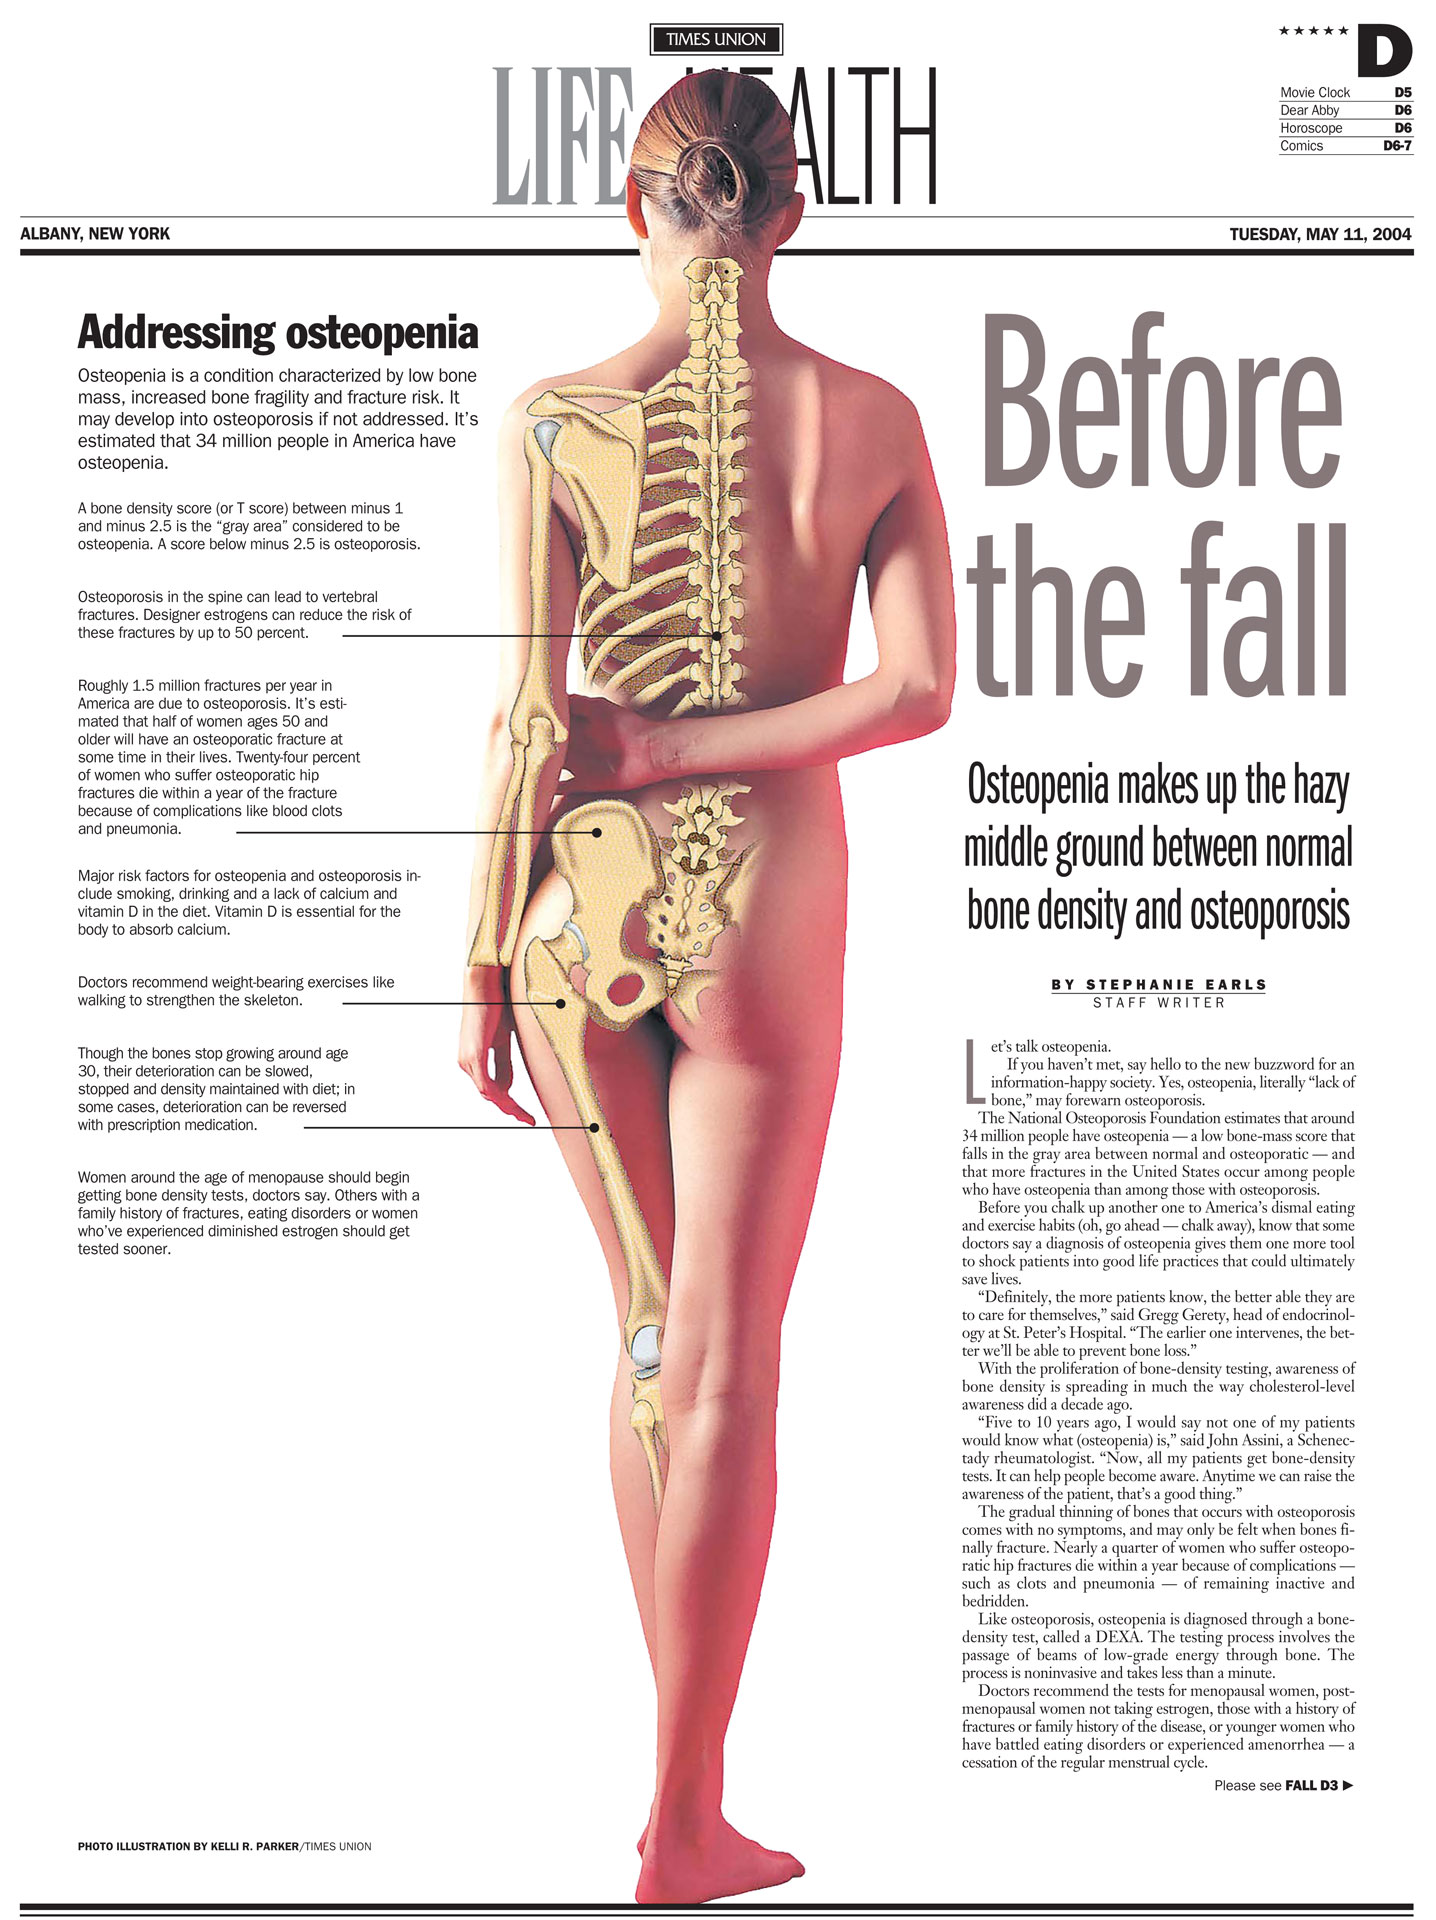 TIMES UNION
LIFE HEALTH
★★★★★ D
Movie Clock D5
Dear Abby D6
Horoscope D6
Comics D6-7
ALBANY, NEW YORK
TUESDAY, MAY 11, 2004
Addressing osteopenia
Osteopenia is a condition characterized by low bone
mass, increased bone fragility and fracture risk. It
may develop into osteoporosis if not addressed. It's
estimated that 34 million people in America have
osteopenia.
A bone density score (or T score) between minus 1
and minus 2.5 is the “gray area” considered to be
osteopenia. A score below minus 2.5 is osteoporosis.
Osteoporosis in the spine can lead to vertebral
fractures. Designer estrogens can reduce the risk of
these fractures by up to 50 percent.
Roughly 1.5 million fractures per year in
America are due to osteoporosis. It's esti-
mated that half of women ages 50 and
older will have an osteoporatic fracture at
some time in their lives. Twenty-four percent
of women who suffer osteoporatic hip
fractures die within a year of the fracture
because of complications like blood clots
and pneumonia.
Major risk factors for osteopenia and osteoporosis in-
clude smoking, drinking and a lack of calcium and
vitamin D in the diet. Vitamin D is essential for the
body to absorb calcium.
Doctors recommend weight-bearing exercises like
walking to strengthen the skeleton.
Though the bones stop growing around age
30, their deterioration can be slowed,
stopped and density maintained with diet; in
some cases, deterioration can be reversed
with prescription medication.
Women around the age of menopause should begin
getting bone density tests, doctors say. Others with a
family history of fractures, eating disorders or women
who've experienced diminished estrogen should get
tested sooner.
PHOTO ILLUSTRATION BY KELLI R. PARKER/TIMES UNION
Before
the fall
Osteopenia makes up the hazy
middle ground between normal
bone density and osteoporosis
BY STEPHANIE EARLS
STAFF WRITER
Let's talk osteopenia.
If you haven't met, say hello to the new buzzword for an
information-happy society. Yes, osteopenia, literally “lack of
bone,” may forewarn osteoporosis.
The National Osteoporosis Foundation estimates that around
34 million people have osteopenia — a low bone-mass score that
falls in the gray area between normal and osteoporatic — and
that more fractures in the United States occur among people
who have osteopenia than among those with osteoporosis.
Before you chalk up another one to America's dismal eating
and exercise habits (oh, go ahead — chalk away), know that some
doctors say a diagnosis of osteopenia gives them one more tool
to shock patients into good life practices that could ultimately
save lives.
“Definitely, the more patients know, the better able they are
to care for themselves,” said Gregg Gerety, head of endocrinol-
ogy at St. Peter's Hospital. “The earlier one intervenes, the bet-
ter we'll be able to prevent bone loss.”
With the proliferation of bone-density testing, awareness of
bone density is spreading in much the way cholesterol-level
awareness did a decade ago.
“Five to 10 years ago, I would say not one of my patients
would know what (osteopenia) is,” said John Assini, a Schenec-
tady rheumatologist. “Now, all my patients get bone-density
tests. It can help people become aware. Anytime we can raise the
awareness of the patient, that's a good thing.”
The gradual thinning of bones that occurs with osteoporosis
comes with no symptoms, and may only be felt when bones fi-
nally fracture. Nearly a quarter of women who suffer osteopo-
ratic hip fractures die within a year because of complications —
such as clots and pneumonia — of remaining inactive and
bedridden.
Like osteoporosis, osteopenia is diagnosed through a bone-
density test, called a DEXA. The testing process involves the
passage of beams of low-grade energy through bone. The
process is noninvasive and takes less than a minute.
Doctors recommend the tests for menopausal women, post-
menopausal women not taking estrogen, those with a history of
fractures or family history of the disease, or younger women who
have battled eating disorders or experienced amenorrhea — a
cessation of the regular menstrual cycle.
Please see FALL D3 ▶